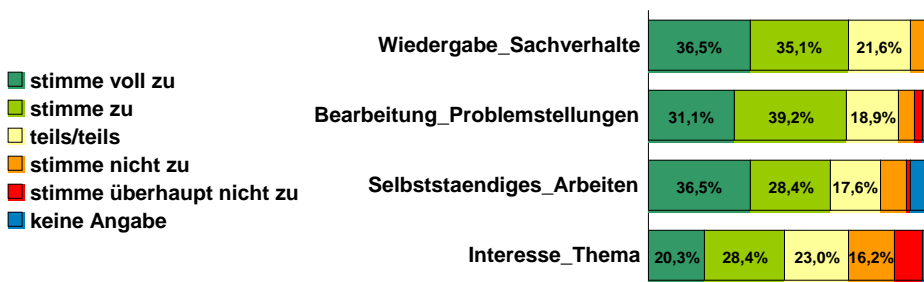 Wiedergabe_Sachverhalte 36,5% 35,1% 21,6%
stimme voll zu
stimme zu
teils/teils
stimme nicht zu
stimme überhaupt nicht zu
keine Angabe
Bearbeitung_Problemstellungen 31,1% 39,2% 18,9%
Selbststaendiges_Arbeiten 36,5% 28,4% 17,6%
Interesse_Thema 20,3% 28,4% 23,0% 16,2%